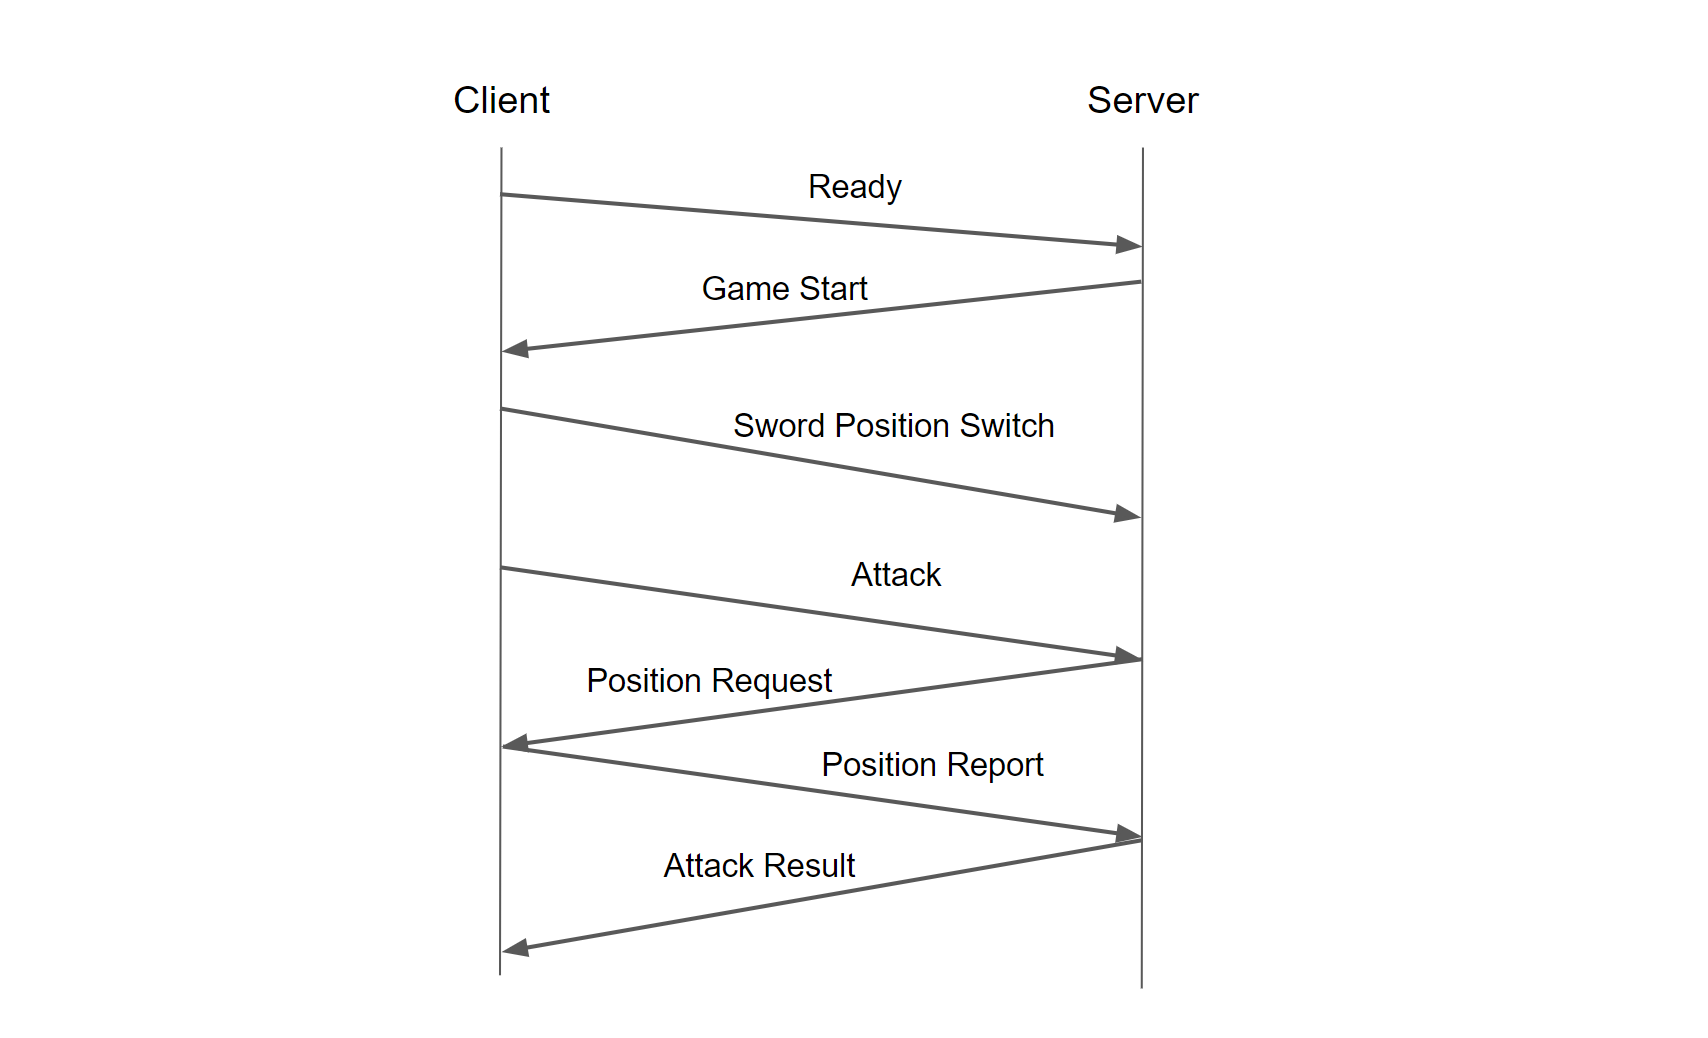 Client
Server
Ready
Game Start
Sword Position Switch
Attack
Position Request
Position Report
Attack Result